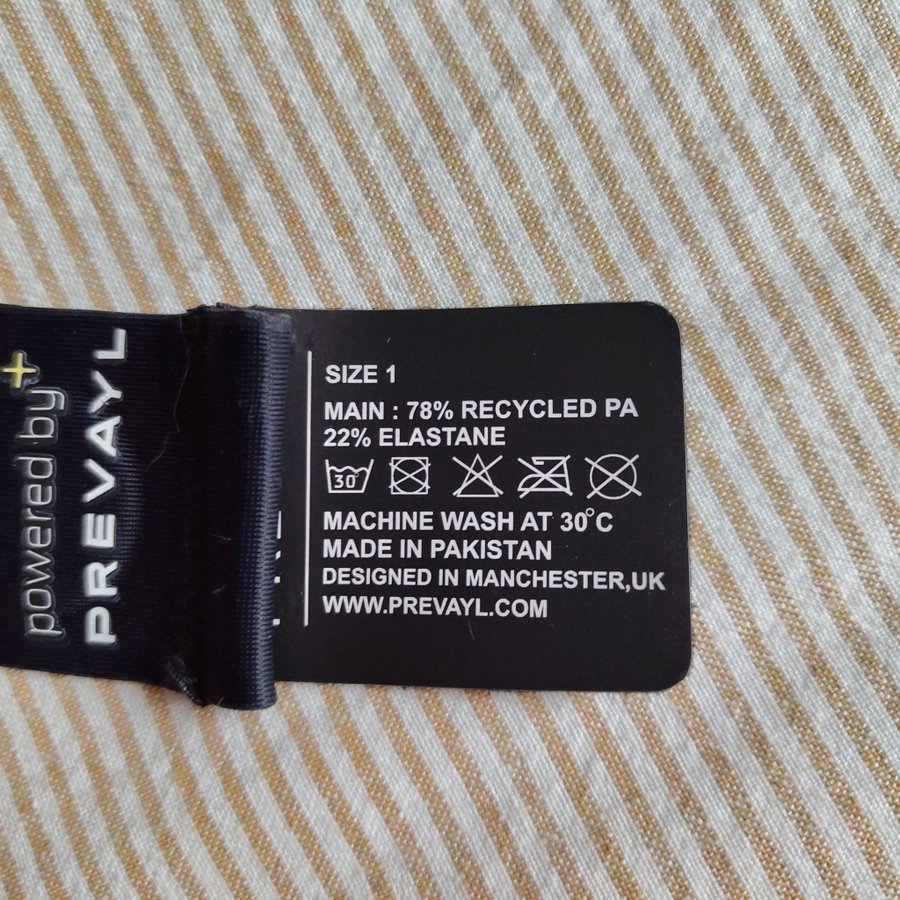 powered by+
PREVAYL
SIZE 1
MAIN : 78% RECYCLED PA
22% ELASTANE
30
MACHINE WASH AT 30°C
MADE IN PAKISTAN
DESIGNED IN MANCHESTER,UK
WWW.PREVAYL.COM